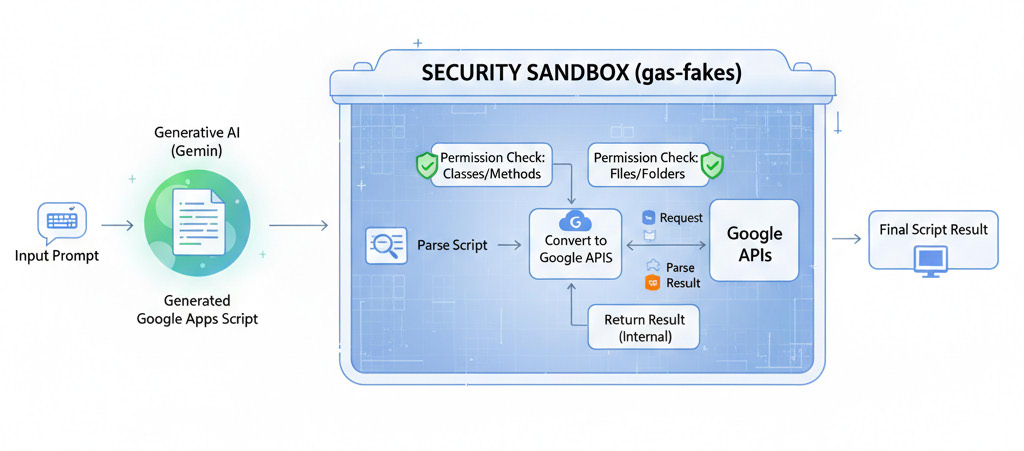 SECURITY SANDBOX (gas-fakes)
Generative AI
(Gemin)
Input Prompt
Generated
Google Apps Script
Permission Check:
Classes/Methods
Permission Check:
FIles/Folders
Parse Script
G
Convert to
Google APIS
Request
Parse
Result
Google
APIs
Return Result
(Internal)
Final Script Result